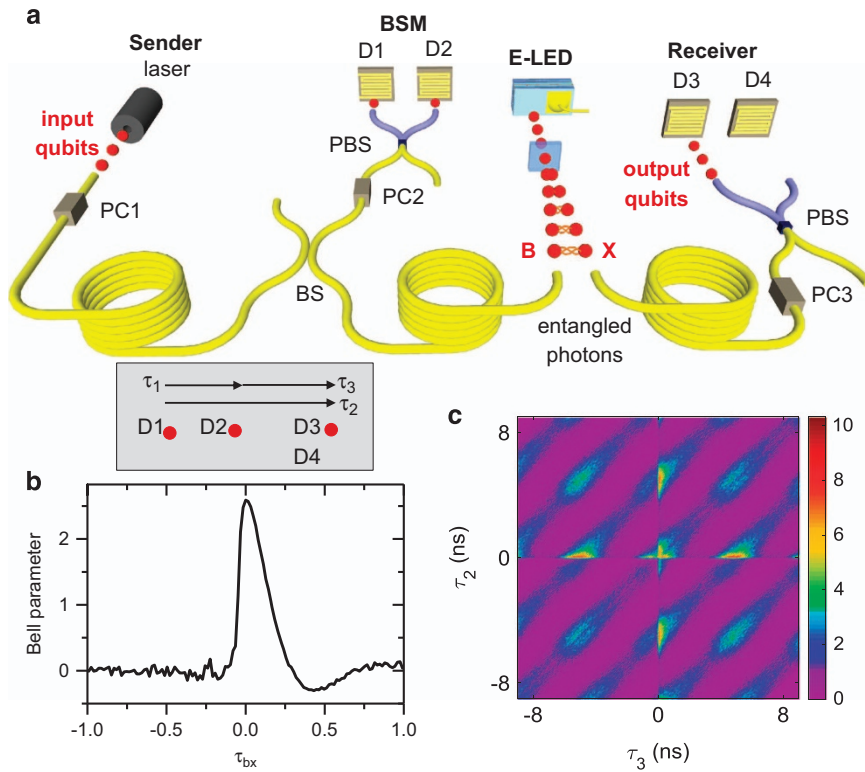 a
Sender
laser
BSM
D1 D2
E-LED
Receiver
D3 D4
input
qubits
PBS
output
qubits
PC1
PC2
PBS
B X
BS
PC3
entangled
photons
τ1 τ3
τ2
D1 D2 D3
D4
b
Bell parameter
2
1
0
-1.0 -0.5 0.0 0.5 1.0
τbx
c
τ2 (ns)
8
0
-8
-8 0 8
τ3 (ns)
10
8
6
4
2
0